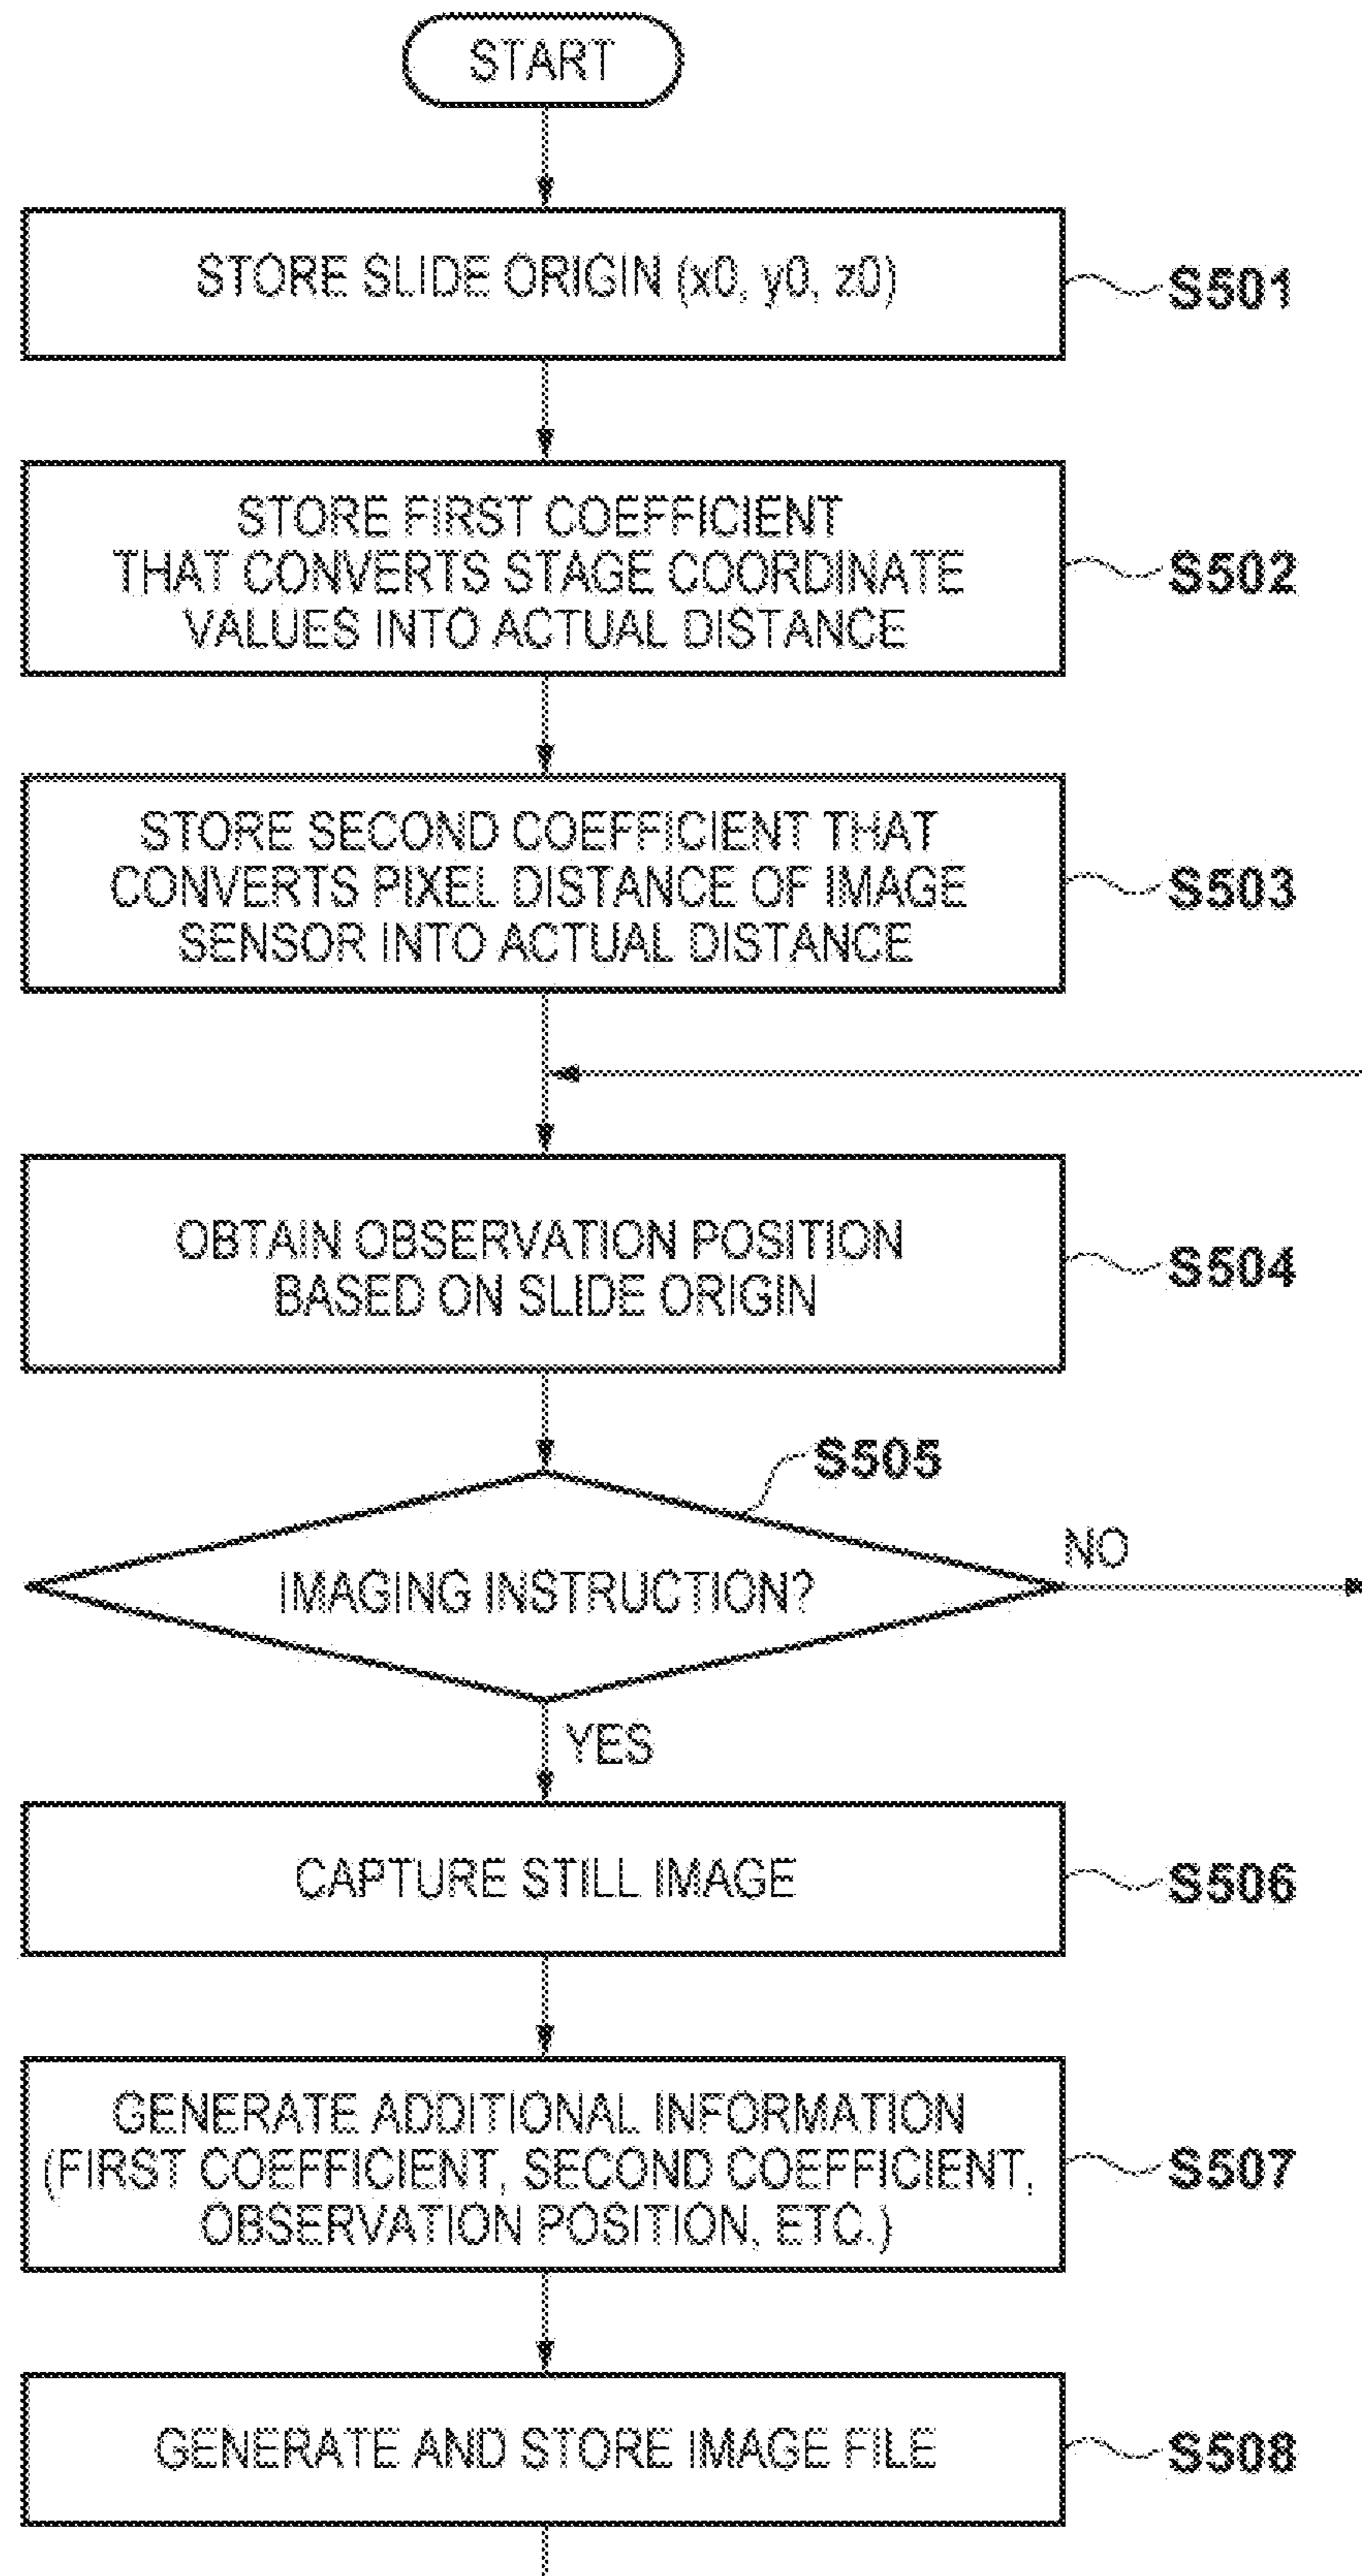 START
STORE SLIDE ORIGIN (x0, y0, z0)
S501
STORE FIRST COEFFICIENT
THAT CONVERTS STAGE COORDINATE
VALUES INTO ACTUAL DISTANCE
S502
STORE SECOND COEFFICIENT THAT
CONVERTS PIXEL DISTANCE OF IMAGE
SENSOR INTO ACTUAL DISTANCE
S503
OBTAIN OBSERVATION POSITION
BASED ON SLIDE ORIGIN
S504
S505
IMAGING INSTRUCTION?
NO
YES
CAPTURE STILL IMAGE
S506
GENERATE ADDITIONAL INFORMATION
(FIRST COEFFICIENT, SECOND COEFFICIENT,
OBSERVATION POSITION, ETC.)
S507
GENERATE AND STORE IMAGE FILE
S508